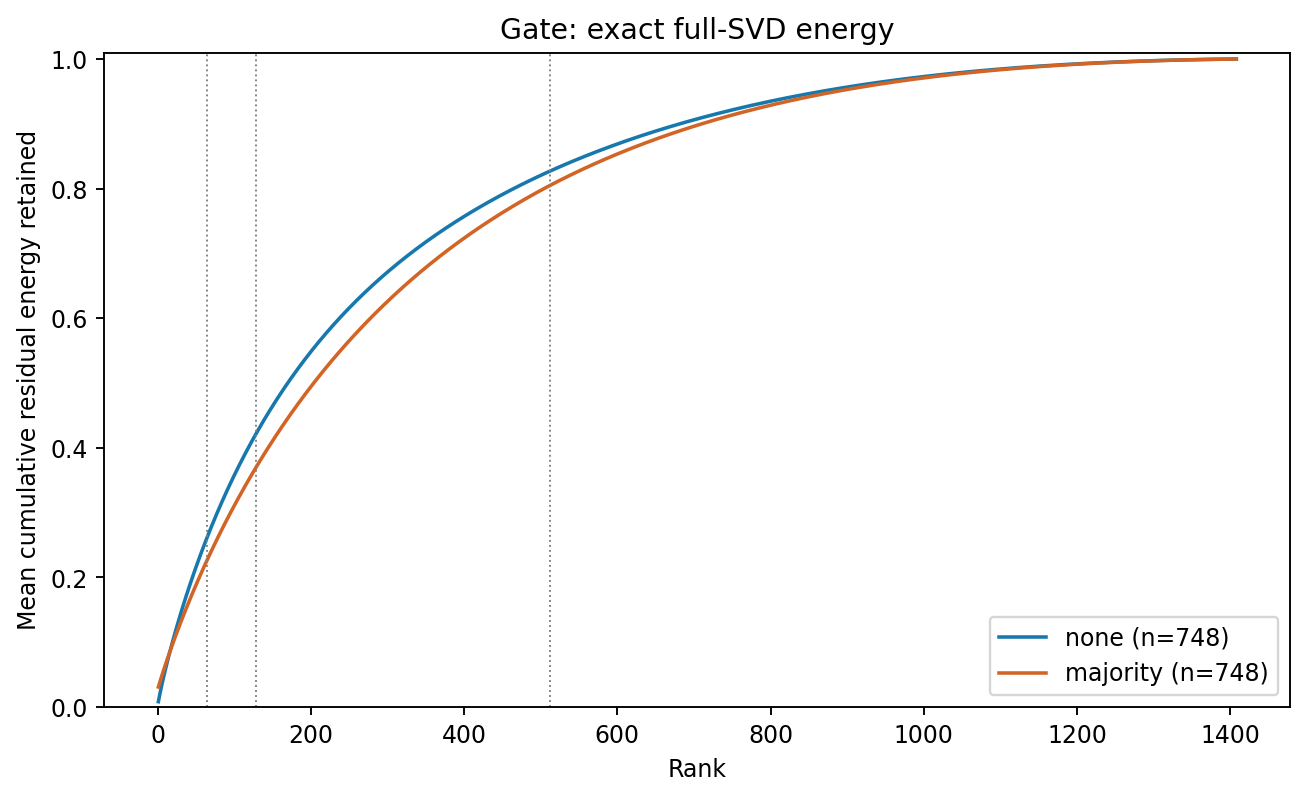 Gate: exact full-SVD energy
Mean cumulative residual energy retained
1.0
0.8
0.6
0.4
0.2
0.0
0 200 400 600 800 1000 1200 1400
Rank
none (n=748)
majority (n=748)